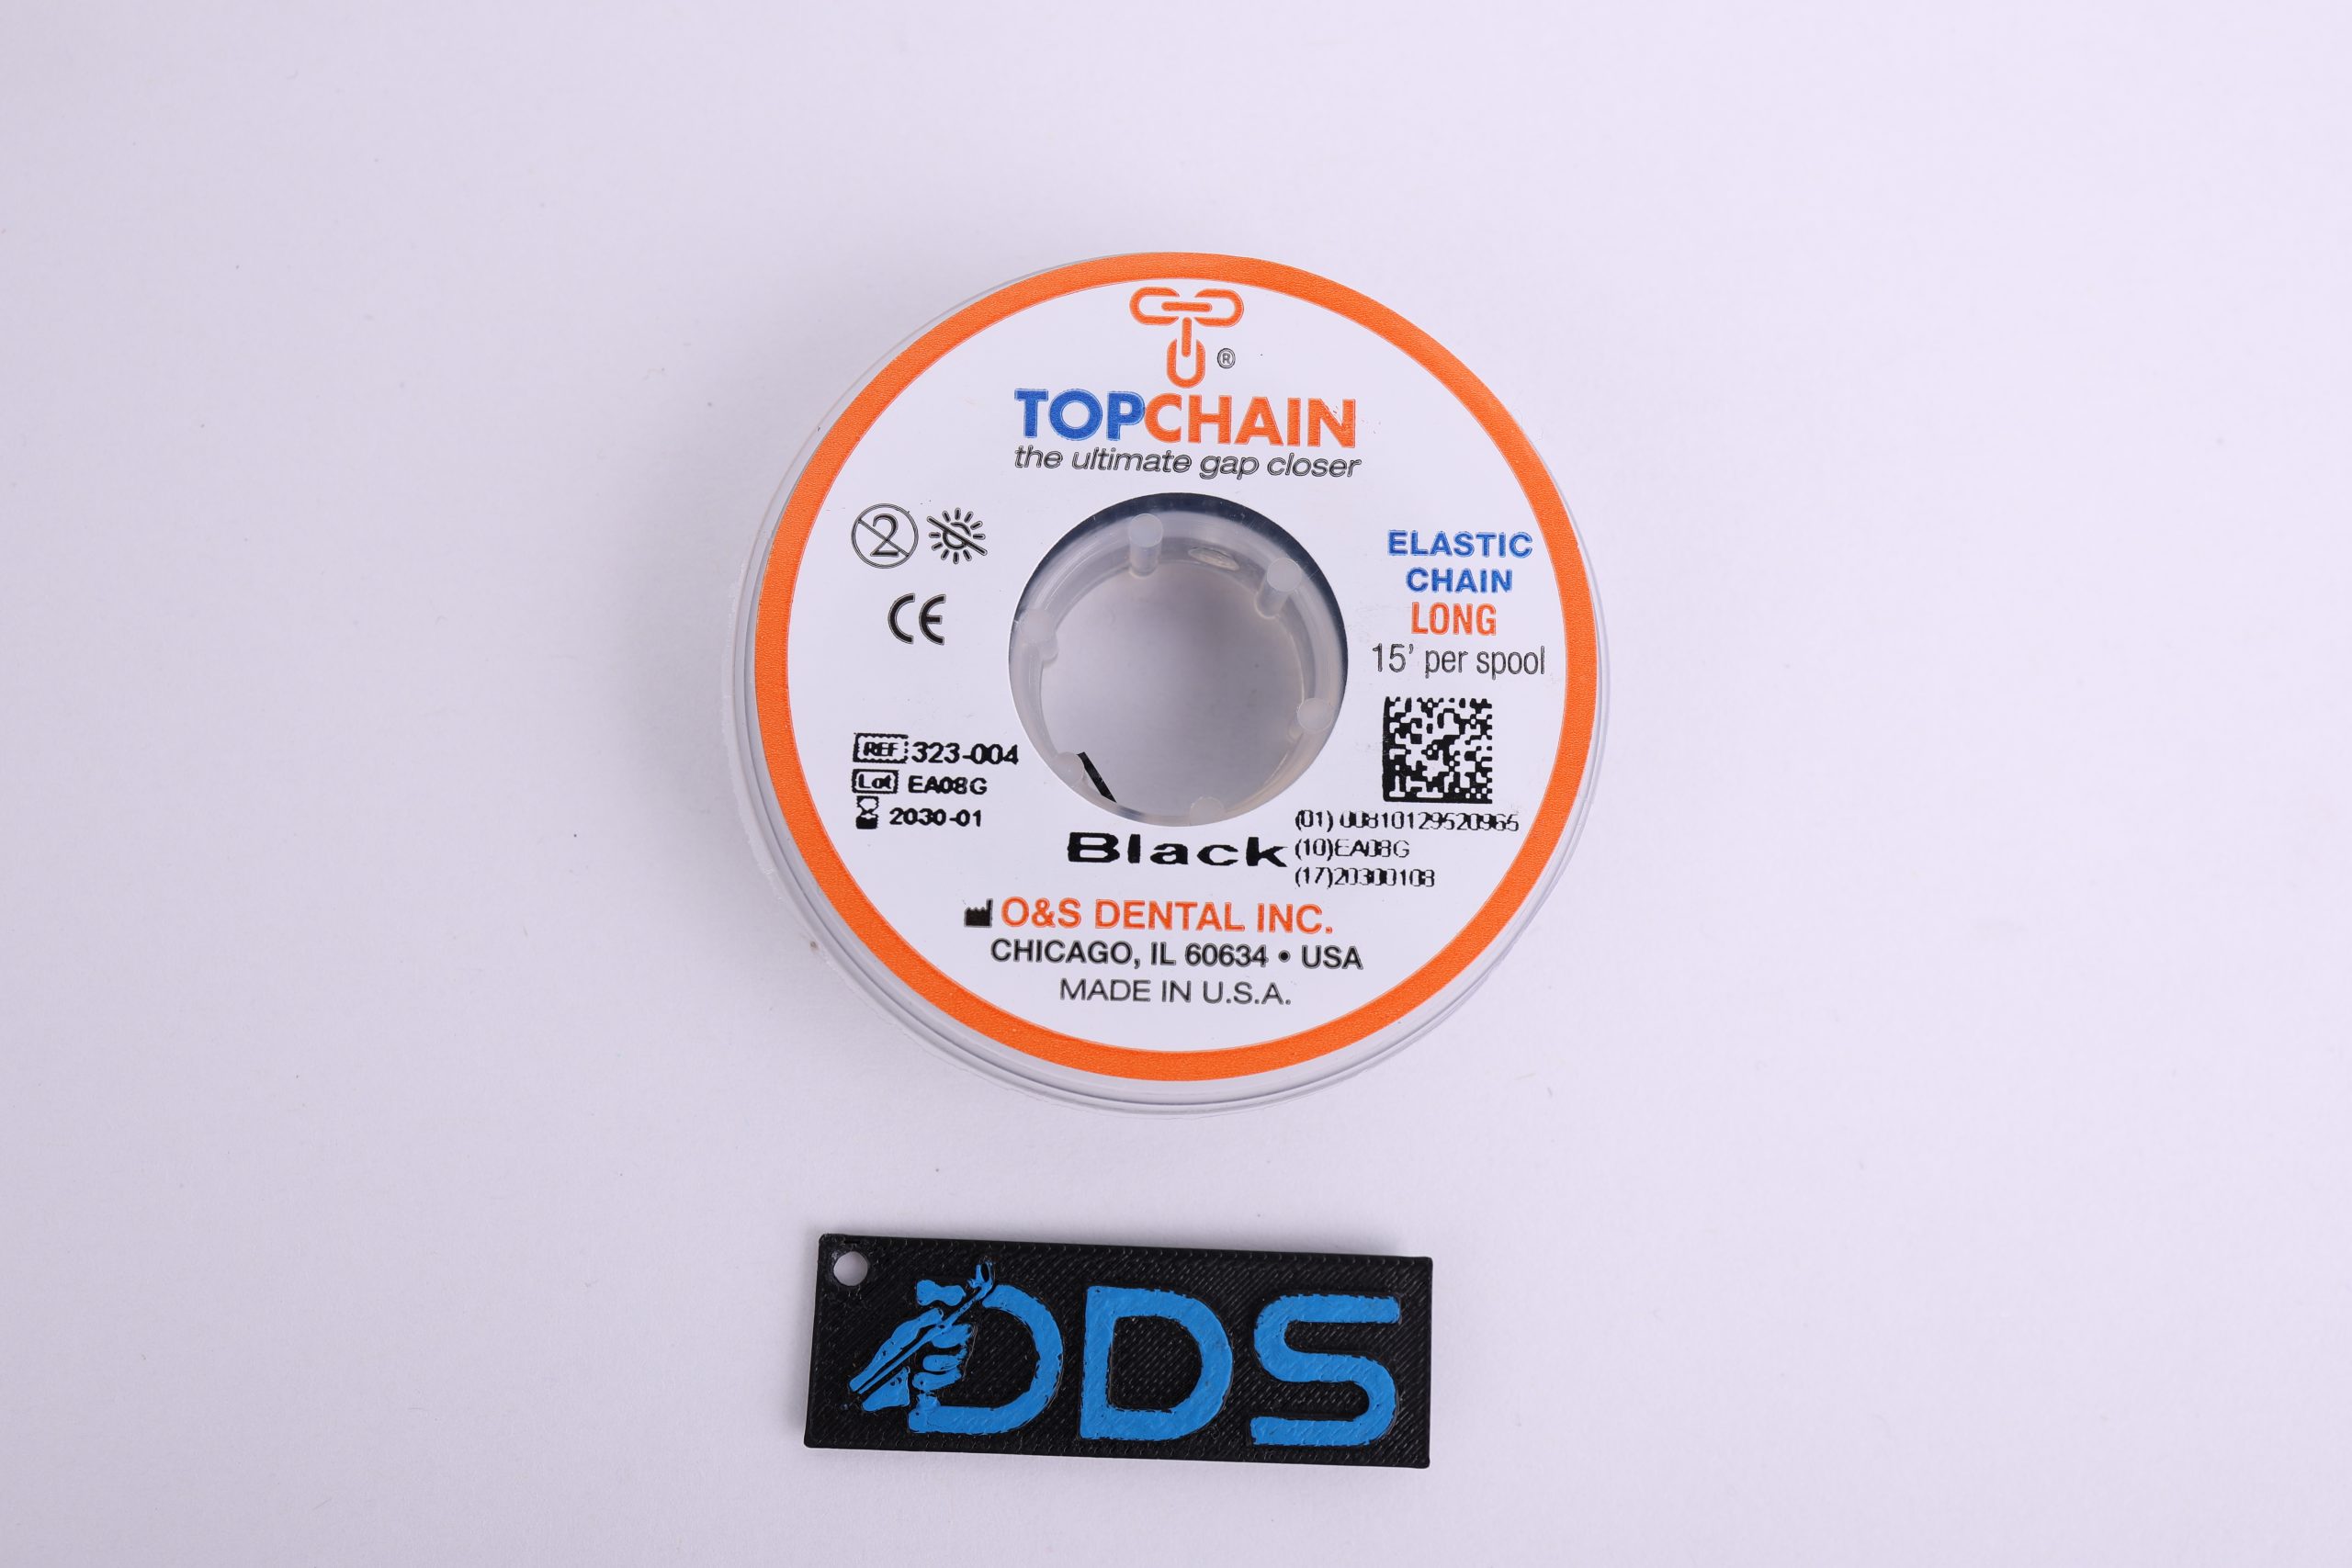 ®
TOPCHAIN
the ultimate gap closer
2
CE
ELASTIC
CHAIN
LONG
15' per spool
REF 323-004
Lot EA08G
2030-01
Black
(01) 00810129520965
(10)EA08G
(17)20300108
O&S DENTAL INC.
CHICAGO, IL 60634 • USA
MADE IN U.S.A.
DDS